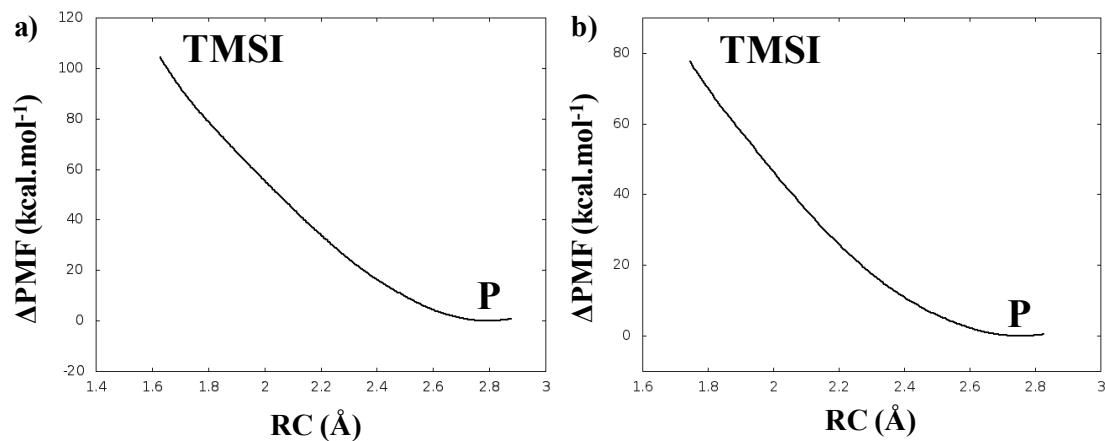 a)
TMSI
P
ΔPMF (kcal.mol-1)
120
100
80
60
40
20
0
-20
1.4 1.6 1.8 2 2.2 2.4 2.6 2.8 3
RC (Å)
b)
TMSI
P
ΔPMF (kcal.mol-1)
80
60
40
20
0
1.6 1.8 2 2.2 2.4 2.6 2.8 3
RC (Å)